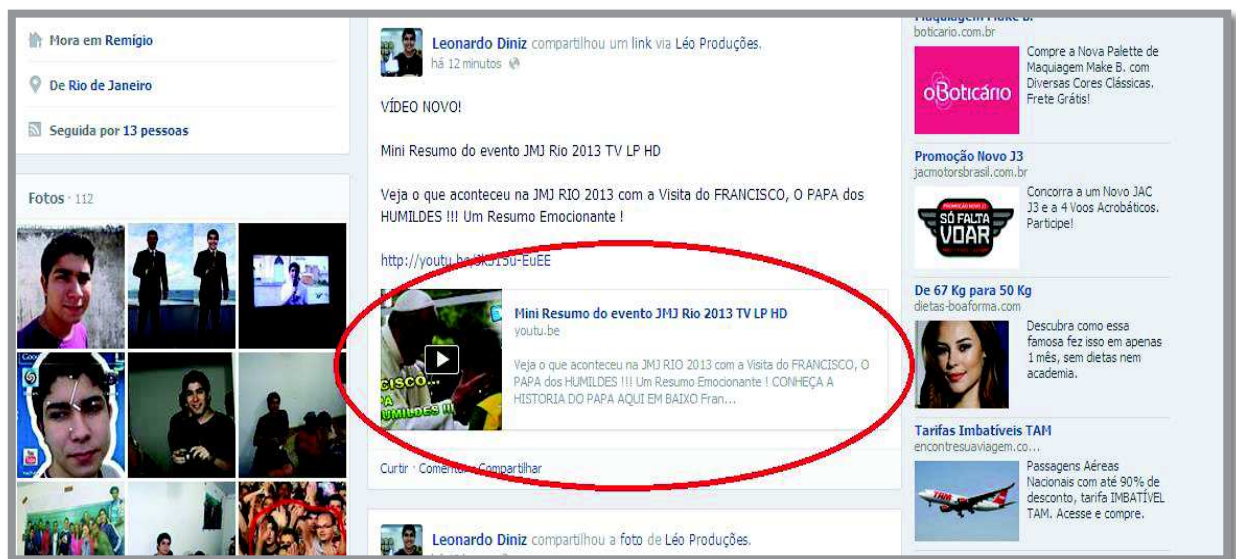 Mora em Remígio
De Rio de Janeiro
Seguida por 13 pessoas
Fotos · 112
Leonardo Diniz compartilhou um link via Léo Produções.
há 12 minutos
VÍDEO NOVO!
Mini Resumo do evento JMJ Rio 2013 TV LP HD
Veja o que aconteceu na JMJ RIO 2013 com a Visita do FRANCISCO, O PAPA dos
HUMILDES !!! Um Resumo Emocionante !
http://youtu.be/
Mini Resumo do evento JMJ Rio 2013 TV LP HD
youtu.be
Veja o que aconteceu na JMJ RIO 2013 com a Visita do FRANCISCO, O
PAPA dos HUMILDES !!! Um Resumo Emocionante ! CONHEÇA A
HISTORIA DO PAPA AQUI EM BAIXO Fran...
Curtir · Comentar · Compartilhar
Leonardo Diniz compartilhou a foto de Léo Produções.
Maquiagem Make B.
boticario.com.br
oBoticário
Compre a Nova Palette de
Maquiagem Make B. com
Diversas Cores Clássicas.
Frete Grátis!
Promoção Novo J3
jacmotorsbrasil.com.br
SÓ FALTA
VOAR
Concorra a um Novo JAC
J3 e a 4 Voos Acrobáticos.
Participe!
De 67 Kg para 50 Kg
dietas-boaforma.com
Descubra como essa
famosa fez isso em apenas
1 mês, sem dietas nem
academia.
Tarifas Imbatíveis TAM
encontresuaviagem.co...
TAM
Passagens Aéreas
Nacionais com até 90% de
desconto, tarifa IMBATÍVEL
TAM. Acesse e compre.